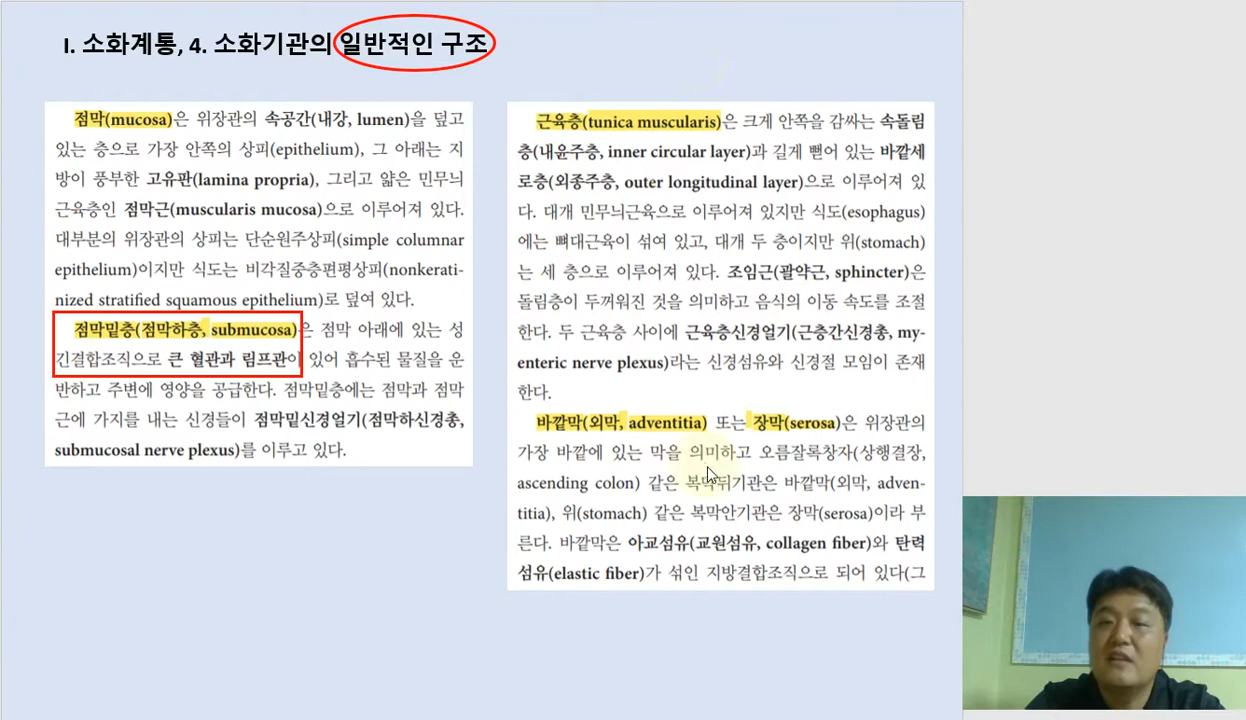 I. 소화계통, 4. 소화기관의 일반적인 구조
점막(mucosa)은 위장관의 속공간(내강, lumen)을 덮고
있는 층으로 가장 안쪽의 상피(epithelium), 그 아래는 지
방이 풍부한 고유판(lamina propria), 그리고 얇은 민무늬
근육층인 점막근(muscularis mucosa)으로 이루어져 있다.
대부분의 위장관의 상피는 단순원주상피(simple columnar
epithelium)이지만 식도는 비각질중층편평상피(nonkerati-
nized stratified squamous epithelium)로 덮여 있다.
점막밑층(점막하층, submucosa)은 점막 아래에 있는 성
긴결합조직으로 큰 혈관과 림프관이 있어 흡수된 물질을 운
반하고 주변에 영양을 공급한다. 점막밑층에는 점막과 점막
근에 가지를 내는 신경들이 점막밑신경얼기(점막하신경총,
submucosal nerve plexus)를 이루고 있다.
근육층(tunica muscularis)은 크게 안쪽을 감싸는 속돌림
층(내윤주층, inner circular layer)과 길게 뻗어 있는 바깥세
로층(외종주층, outer longitudinal layer)으로 이루어져 있
다. 대개 민무늬근육으로 이루어져 있지만 식도(esophagus)
에는 뼈대근육이 섞여 있고, 대개 두 층이지만 위(stomach)
는 세 층으로 이루어져 있다. 조임근(괄약근, sphincter)은
돌림층이 두꺼워진 것을 의미하고 음식의 이동 속도를 조절
한다. 두 근육층 사이에 근육층신경얼기(근층간신경총, my-
enteric nerve plexus)라는 신경섬유와 신경절 모임이 존재
한다.
바깥막(외막, adventitia) 또는 장막(serosa)은 위장관의
가장 바깥에 있는 막을 의미하고 오름잘록창자(상행결장,
ascending colon) 같은 복막뒤기관은 바깥막(외막, adven-
titia), 위(stomach) 같은 복막안기관은 장막(serosa)이라 부
른다. 바깥막은 아교섬유(교원섬유, collagen fiber)와 탄력
섬유(elastic fiber)가 섞인 지방결합조직으로 되어 있다(그